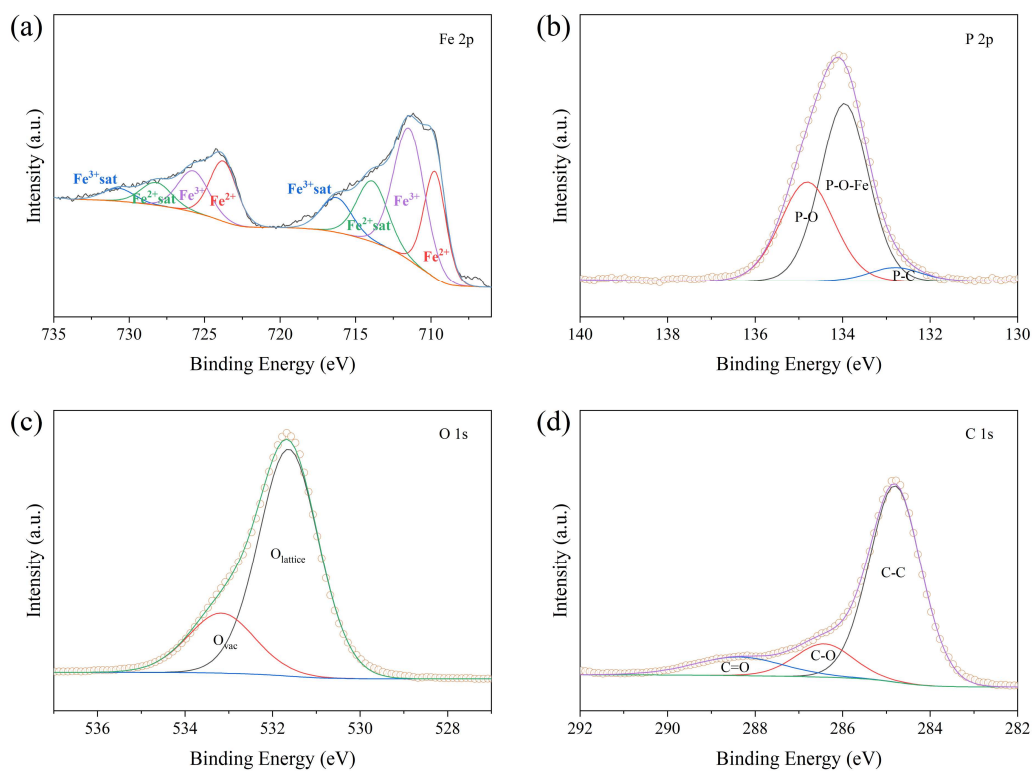 (a)
Fe 2p
Intensity (a.u.)
Fe³⁺sat
Fe²⁺sat
Fe³⁺
Fe²⁺
Fe³⁺sat
Fe²⁺sat
Fe³⁺
Fe²⁺
735 730 725 720 715 710
Binding Energy (eV)
(b)
P 2p
Intensity (a.u.)
P-O
P-O-Fe
P-C
140 138 136 134 132 130
Binding Energy (eV)
(c)
O 1s
Intensity (a.u.)
O_lattice
O_vac
536 534 532 530 528
Binding Energy (eV)
(d)
C 1s
Intensity (a.u.)
C-C
C-O
C=O
292 290 288 286 284 282
Binding Energy (eV)